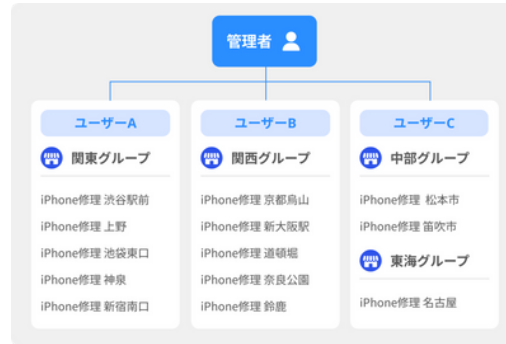 管理者
ユーザーA
関東グループ
iPhone修理 渋谷駅前
iPhone修理 上野
iPhone修理 池袋東口
iPhone修理 神泉
iPhone修理 新宿南口
ユーザーB
関西グループ
iPhone修理 京都烏山
iPhone修理 新大阪駅
iPhone修理 道頓堀
iPhone修理 奈良公園
iPhone修理 鈴鹿
ユーザーC
中部グループ
iPhone修理 松本市
iPhone修理 笛吹市
東海グループ
iPhone修理 名古屋